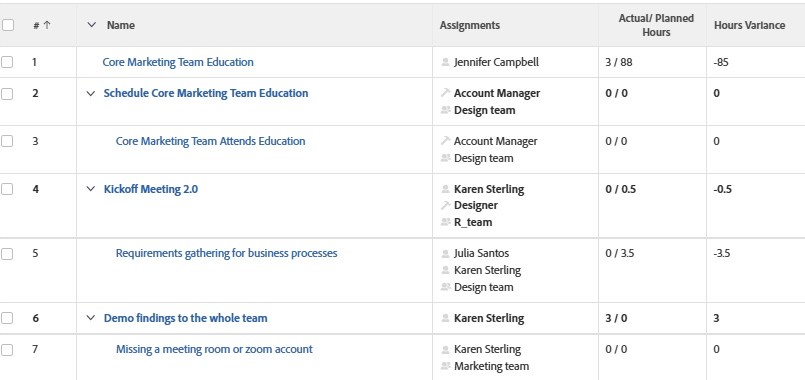 # Name Assignments Actual/ Planned Hours Hours Variance
1 Core Marketing Team Education Jennifer Campbell 3 / 88 -85
2 Schedule Core Marketing Team Education Account Manager 0 / 0 0
Design team
3 Core Marketing Team Attends Education Account Manager 0 / 0 0
Design team
4 Kickoff Meeting 2.0 Karen Sterling 0 / 0.5 -0.5
Designer
R_team
5 Requirements gathering for business processes Julia Santos 0 / 3.5 -3.5
Karen Sterling
Design team
6 Demo findings to the whole team Karen Sterling 3 / 0 3
7 Missing a meeting room or zoom account Karen Sterling 0 / 0 0
Marketing team